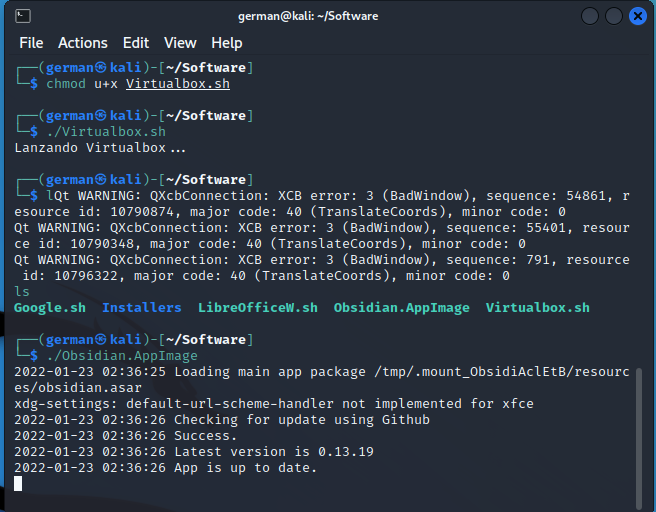 german@kali: ~/Software
File Actions Edit View Help
┌──(german㉿kali)-[~/Software]
└─$ chmod u+x Virtualbox.sh
┌──(german㉿kali)-[~/Software]
└─$ ./Virtualbox.sh
Lanzando Virtualbox...
┌──(german㉿kali)-[~/Software]
└─$ lQt WARNING: QXcbConnection: XCB error: 3 (BadWindow), sequence: 54861, r
esource id: 10790874, major code: 40 (TranslateCoords), minor code: 0
Qt WARNING: QXcbConnection: XCB error: 3 (BadWindow), sequence: 55401, resour
ce id: 10790348, major code: 40 (TranslateCoords), minor code: 0
Qt WARNING: QXcbConnection: XCB error: 3 (BadWindow), sequence: 791, resource
 id: 10796322, major code: 40 (TranslateCoords), minor code: 0
ls
Google.sh Installers LibreOfficeW.sh Obsidian.AppImage Virtualbox.sh
┌──(german㉿kali)-[~/Software]
└─$ ./Obsidian.AppImage
2022-01-23 02:36:25 Loading main app package /tmp/.mount_ObsidiAclEtB/resourc
es/obsidian.asar
xdg-settings: default-url-scheme-handler not implemented for xfce
2022-01-23 02:36:26 Checking for update using Github
2022-01-23 02:36:26 Success.
2022-01-23 02:36:26 Latest version is 0.13.19
2022-01-23 02:36:26 App is up to date.